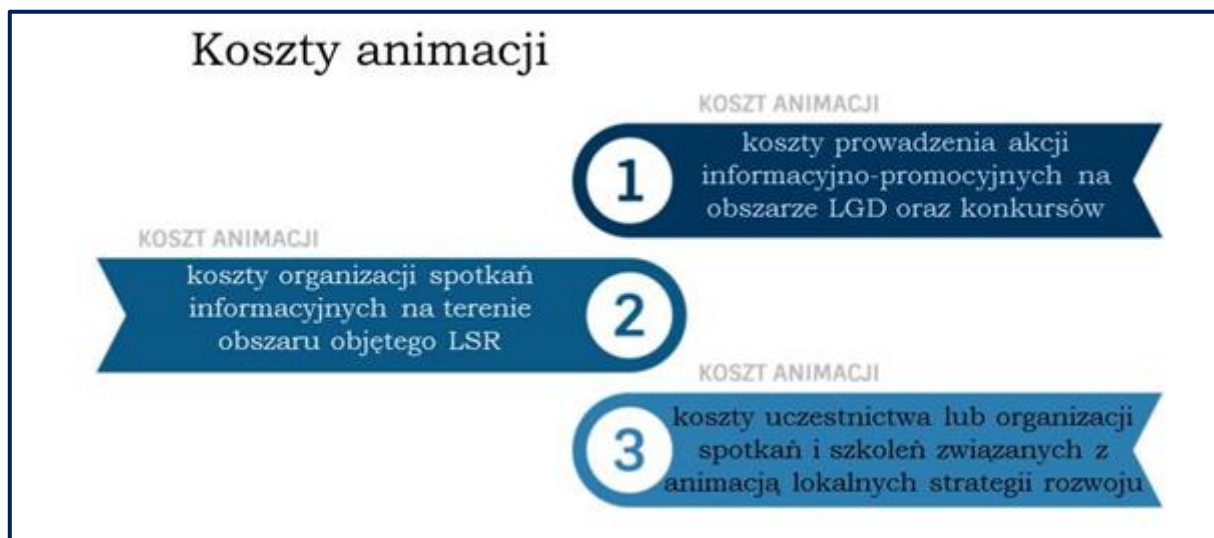 Koszty animacji
KOSZT ANIMACJI
1
koszty prowadzenia akcji
informacyjno-promocyjnych na
obszarze LGD oraz konkursów
KOSZT ANIMACJI
koszty organizacji spotkań
informacyjnych na terenie
obszaru objętego LSR
2
KOSZT ANIMACJI
3
koszty uczestnictwa lub organizacji
spotkań i szkoleń związanych z
animacją lokalnych strategii rozwoju